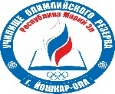 УЧИЛИЩЕ ОЛИМПИЙСКОГО РЕЗЕРВА
Республика Марий Эл
Г. ЙОШКАР-ОЛА